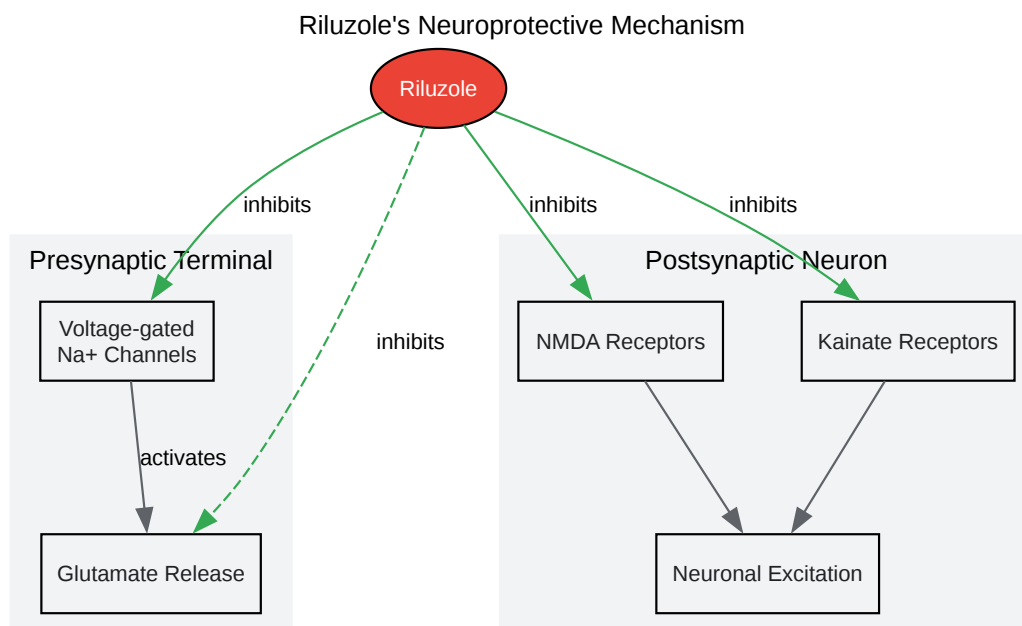 Riluzole's Neuroprotective Mechanism
Riluzole
inhibits
inhibits
inhibits
Presynaptic Terminal
Postsynaptic Neuron
Voltage-gated
Na+ Channels
inhibits
NMDA Receptors
Kainate Receptors
activates
Glutamate Release
Neuronal Excitation